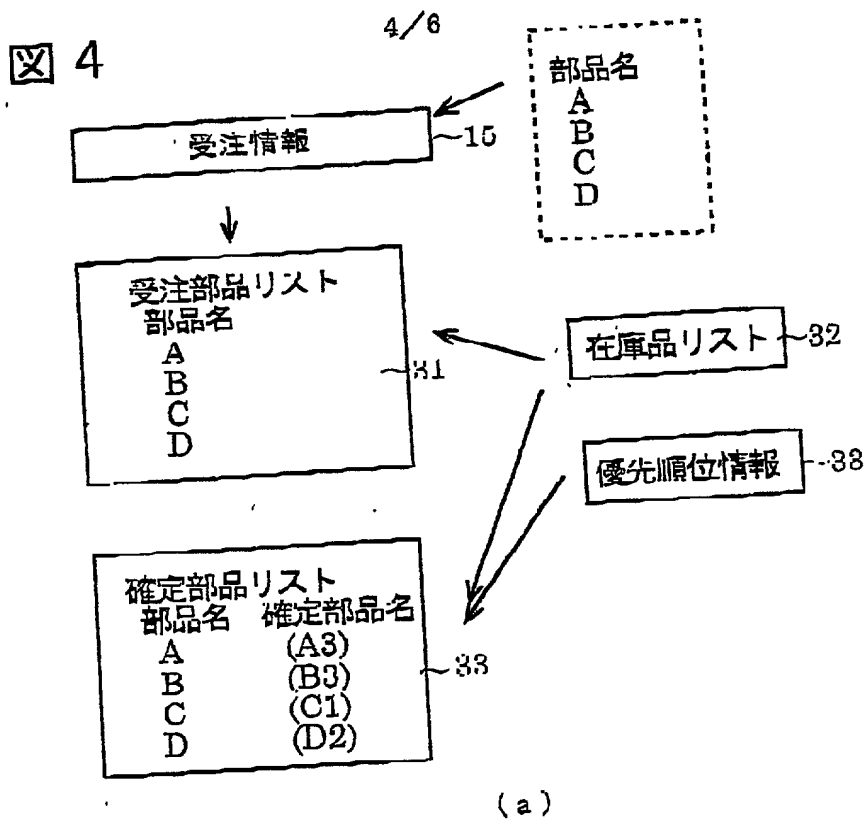 4/6
図 4
部品名
A
B
C
D
受注情報
15
受注部品リスト
部品名
A
B
C
D
31
在庫品リスト
32
優先順位情報
33
確定部品リスト
部品名 確定部品名
A (A3)
B (B3)
C (C1)
D (D2)
33
(a)